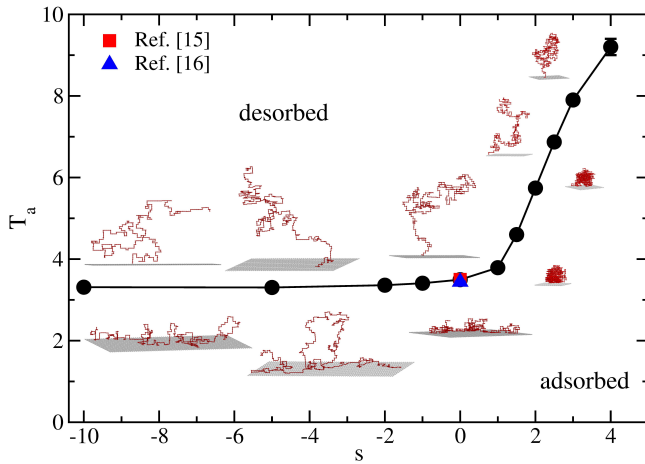 10
Ref. [15]
Ref. [16]
desorbed
8
6
T_a
4
2
adsorbed
0
-10 -8 -6 -4 -2 0 2 4
s